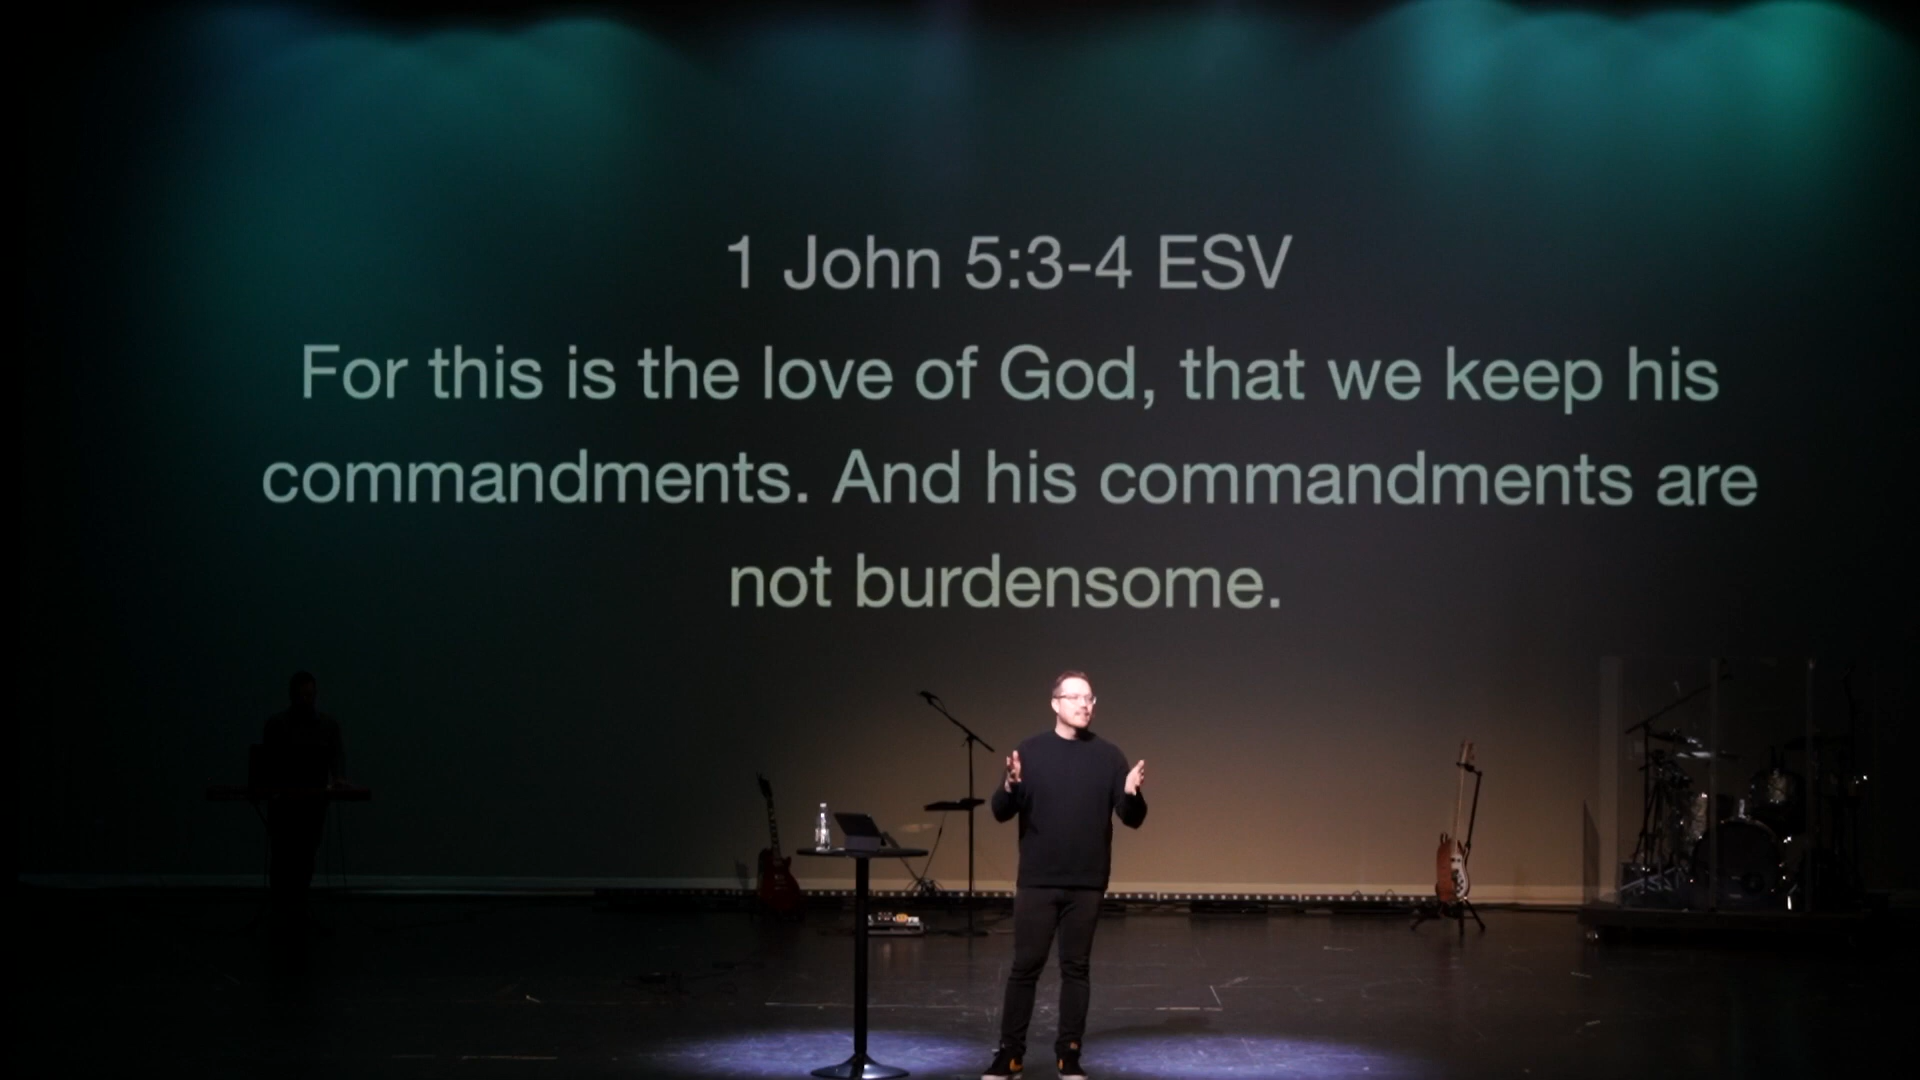 1 John 5:3-4 ESV
For this is the love of God, that we keep his
commandments. And his commandments are
not burdensome.